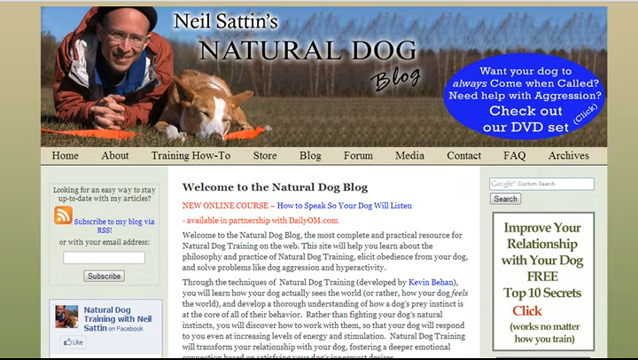 Neil Sattin's
NATURAL DOG
Blog
Want your dog to
always Come when Called?
Need help with Aggression?
Check out
our DVD set (Click)
Home About Training How-To Store Blog Forum Media Contact FAQ Archives
Looking for an easy way to stay
up-to-date with my articles?
Subscribe to my blog via
RSS!
or with your email address:
Subscribe
Natural Dog
Training with Neil
Sattin on Facebook
Like
Welcome to the Natural Dog Blog
NEW ONLINE COURSE – How to Speak So Your Dog Will Listen
- available in partnership with DailyOM.com
Welcome to the Natural Dog Blog, the most complete and practical resource for
Natural Dog Training on the web. This site will help you learn about the
philosophy and practice of Natural Dog Training, elicit obedience from your dog,
and solve problems like dog aggression and hyperactivity.
Through the techniques of Natural Dog Training (developed by Kevin Behan),
you will learn how your dog actually sees the world (or rather, how your dog feels
the world), and develop a thorough understanding of how a dog's prey instinct is
at the core of all of their behavior. Rather than fighting your dog's natural
instincts, you will discover how to work with them, so that your dog will respond
to you even at increasing levels of energy and stimulation. Natural Dog Training
will transform your relationship with your dog, fostering a deeper emotional
connection based on satisfying your dog's innermost desires
Google Custom Search
Search
Improve Your
Relationship
with Your Dog
FREE
Top 10 Secrets
Click
(works no matter
how you train)